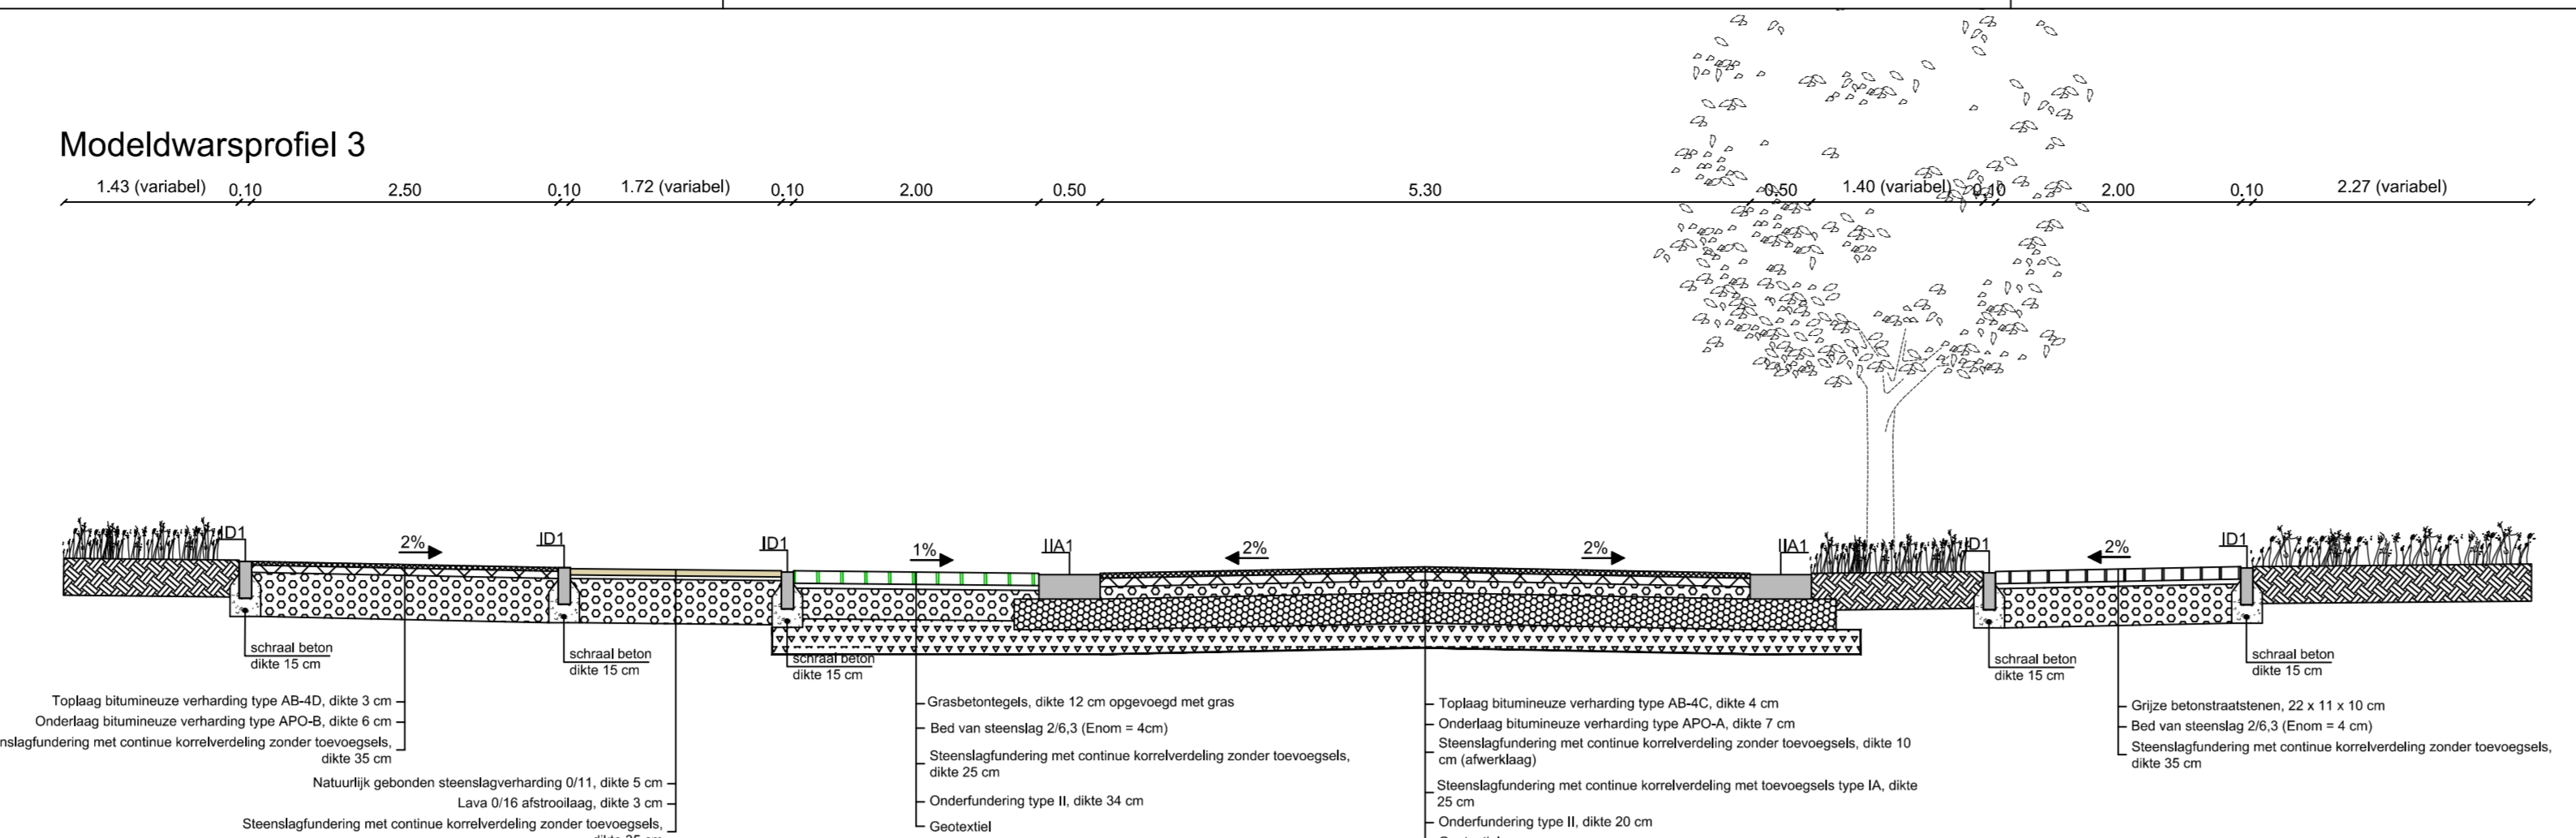 Modeldwarsprofiel 3
1.43 (variabel) 0.10 2.50 0.10 1.72 (variabel) 0.10 2.00 0.50 5.30 0.50 1.40 (variabel) 0.10 2.00 0.10 2.27 (variabel)
ID1 2% ID1 ID1 1% IIA1 2% 2% IIA1 ID1 2% ID1
schraal beton
dikte 15 cm
schraal beton
dikte 15 cm
schraal beton
dikte 15 cm
schraal beton
dikte 15 cm
schraal beton
dikte 15 cm
Toplaag bitumineuze verharding type AB-4D, dikte 3 cm
Onderlaag bitumineuze verharding type APO-B, dikte 6 cm
nslagfundering met continue korrelverdeling zonder toevoegsels,
dikte 35 cm
Natuurlijk gebonden steenslagverharding 0/11, dikte 5 cm
Lava 0/16 afstrooilaag, dikte 3 cm
Steenslagfundering met continue korrelverdeling zonder toevoegsels,
Grasbetontegels, dikte 12 cm opgevoegd met gras
Bed van steenslag 2/6,3 (Enom = 4cm)
Steenslagfundering met continue korrelverdeling zonder toevoegsels,
dikte 25 cm
Onderfundering type II, dikte 34 cm
Geotextiel
Toplaag bitumineuze verharding type AB-4C, dikte 4 cm
Onderlaag bitumineuze verharding type APO-A, dikte 7 cm
Steenslagfundering met continue korrelverdeling zonder toevoegsels, dikte 10
cm (afwerklaag)
Steenslagfundering met continue korrelverdeling met toevoegsels type IA, dikte
25 cm
Onderfundering type II, dikte 20 cm
Grijze betonstraatstenen, 22 x 11 x 10 cm
Bed van steenslag 2/6,3 (Enom = 4 cm)
Steenslagfundering met continue korrelverdeling zonder toevoegsels,
dikte 35 cm